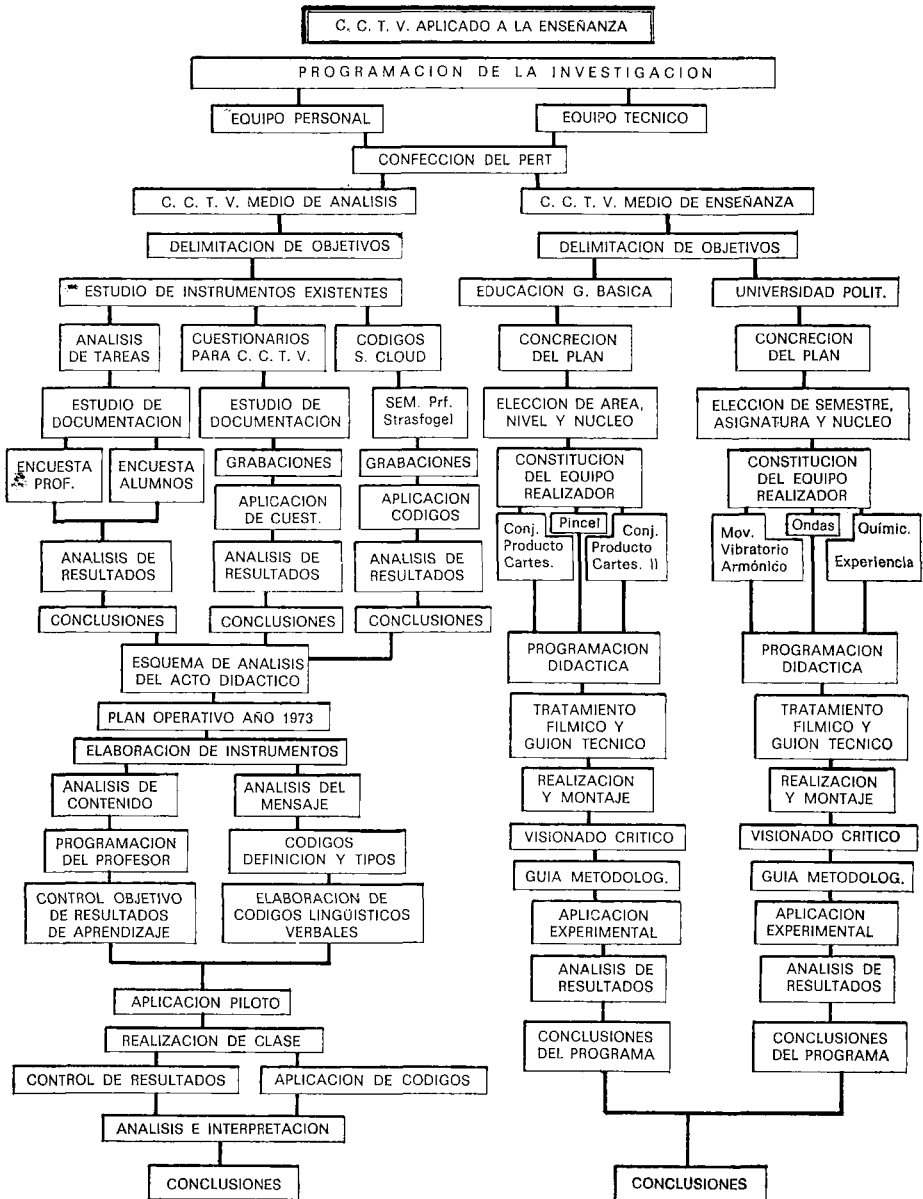 C. C. T. V. APLICADO A LA ENSEÑANZA
PROGRAMACION DE LA INVESTIGACION
EQUIPO PERSONAL
EQUIPO TECNICO
CONFECCION DEL PERT
C. C. T. V. MEDIO DE ANALISIS
C. C. T. V. MEDIO DE ENSEÑANZA
DELIMITACION DE OBJETIVOS
DELIMITACION DE OBJETIVOS
ESTUDIO DE INSTRUMENTOS EXISTENTES
EDUCACION G. BASICA
UNIVERSIDAD POLIT.
ANALISIS
DE TAREAS
CUESTIONARIOS
PARA C. C. T. V.
CODIGOS
S. CLOUD
CONCRECION
DEL PLAN
CONCRECION
DEL PLAN
ESTUDIO DE
DOCUMENTACION
ESTUDIO DE
DOCUMENTACION
SEM. Prf.
Strasfogel
ELECCION DE AREA,
NIVEL Y NUCLEO
ELECCION DE SEMESTRE,
ASIGNATURA Y NUCLEO
ENCUESTA
PROF.
ENCUESTA
ALUMNOS
GRABACIONES
GRABACIONES
CONSTITUCION
DEL EQUIPO
REALIZADOR
CONSTITUCION
DEL EQUIPO
REALIZADOR
APLICACION
DE CUEST.
APLICACION
CODIGOS
Conj.
Producto
Cartes.
Pincel
Conj.
Producto
Cartes. II
Mov.
Vibratorio
Armónico
Ondas
Químic.
Experiencia
ANALISIS DE
RESULTADOS
ANALISIS DE
RESULTADOS
ANALISIS DE
RESULTADOS
CONCLUSIONES
CONCLUSIONES
CONCLUSIONES
ESQUEMA DE ANALISIS
DEL ACTO DIDACTICO
PROGRAMACION
DIDACTICA
PROGRAMACION
DIDACTICA
PLAN OPERATIVO AÑO 1973
TRATAMIENTO
FILMICO Y
GUION TECNICO
TRATAMIENTO
FILMICO Y
GUION TECNICO
ELABORACION DE INSTRUMENTOS
ANALISIS DE
CONTENIDO
ANALISIS DEL
MENSAJE
REALIZACION
Y MONTAJE
REALIZACION
Y MONTAJE
PROGRAMACION
DEL PROFESOR
CODIGOS
DEFINICION Y TIPOS
VISIONADO CRITICO
VISIONADO CRITICO
GUIA METODOLOG.
GUIA METODOLOG.
CONTROL OBJETIVO
DE RESULTADOS
DE APRENDIZAJE
ELABORACION DE
CODIGOS LINGÜISTICOS
VERBALES
APLICACION
EXPERIMENTAL
APLICACION
EXPERIMENTAL
ANALISIS DE
RESULTADOS
ANALISIS DE
RESULTADOS
APLICACION PILOTO
REALIZACION DE CLASE
CONCLUSIONES
DEL PROGRAMA
CONCLUSIONES
DEL PROGRAMA
CONTROL DE RESULTADOS
APLICACION DE CODIGOS
ANALISIS E INTERPRETACION
CONCLUSIONES
CONCLUSIONES